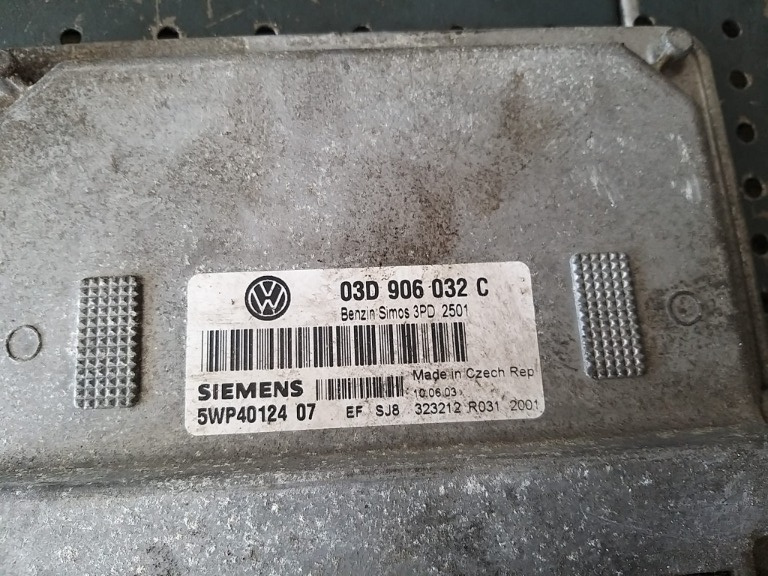 03D 906 032 C
Benzin Simos 3PD 2501
Made in Czech Rep
SIEMENS 10.06.03
5WP40124 07 EF SJ8 323212 R031 2001